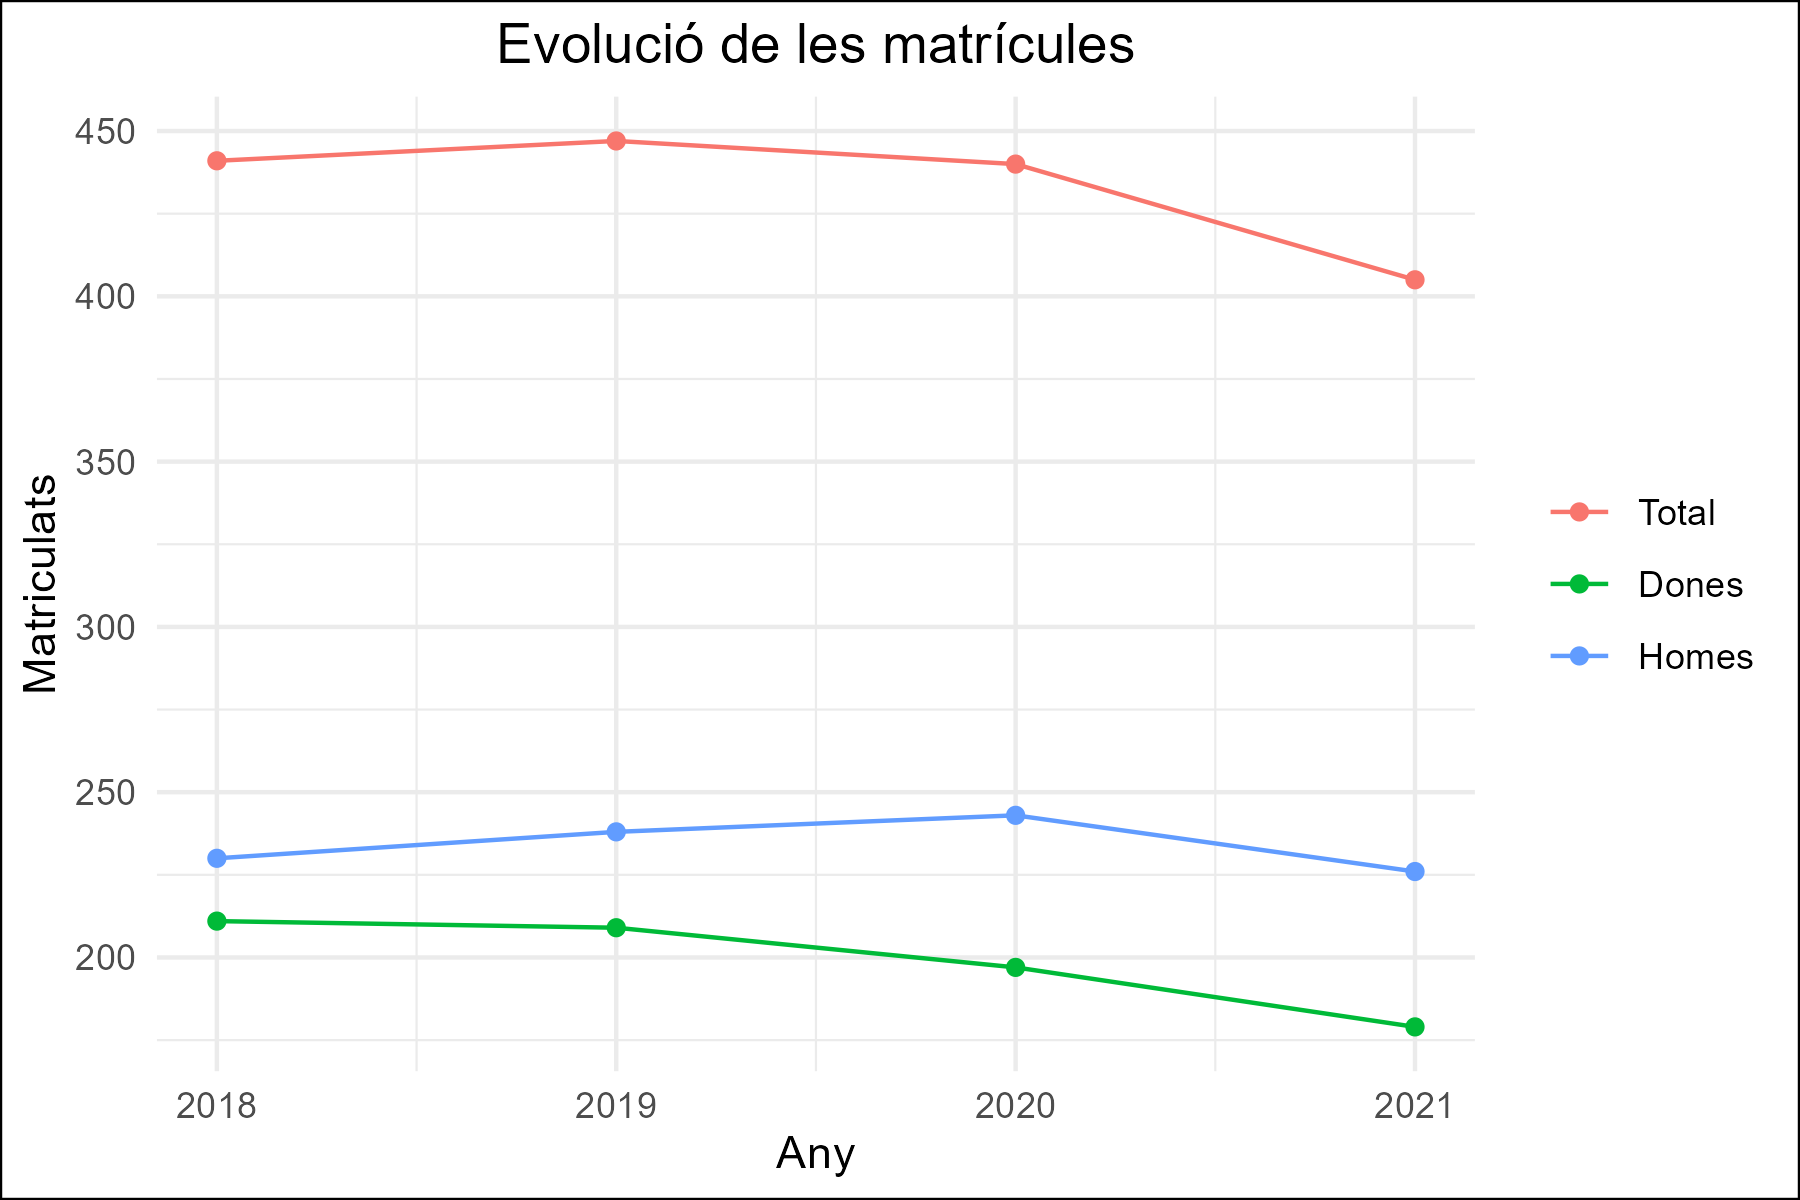 Evolució de les matrícules
Matriculats
450
400
350
300
250
200
2018 2019 2020 2021
Any
Total
Dones
Homes